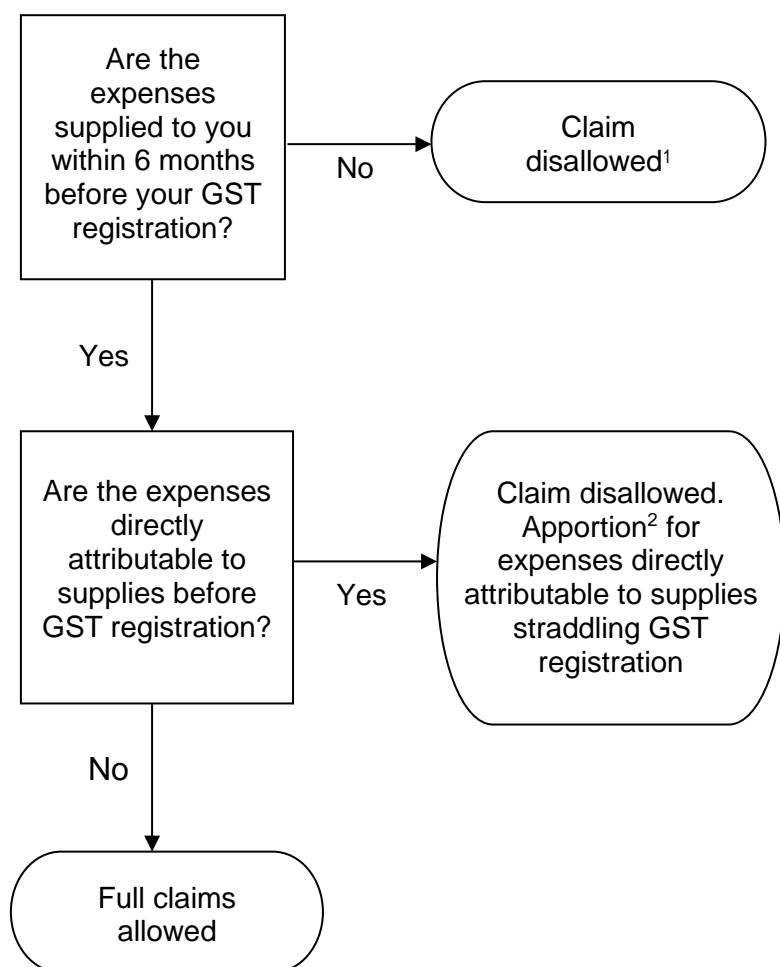 Are the
expenses
supplied to you
within 6 months
before your GST
registration?
No
Claim
disallowed¹
Yes
Are the expenses
directly
attributable to
supplies before
GST registration?
Yes
Claim disallowed.
Apportion² for
expenses directly
attributable to supplies
straddling GST
registration
No
Full claims
allowed